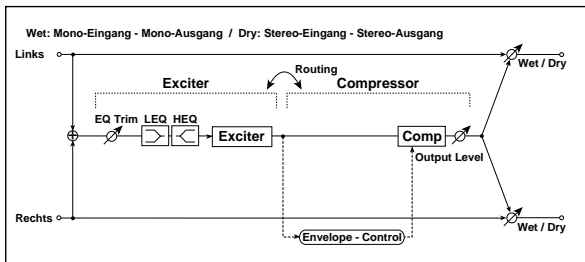 Wet: Mono-Eingang - Mono-Ausgang / Dry: Stereo-Eingang - Stereo-Ausgang
Links
Wet / Dry
Routing
Exciter
Compressor
EQ Trim
LEQ
HEQ
Exciter
Comp
Output Level
Rechts
Wet / Dry
Envelope - Control